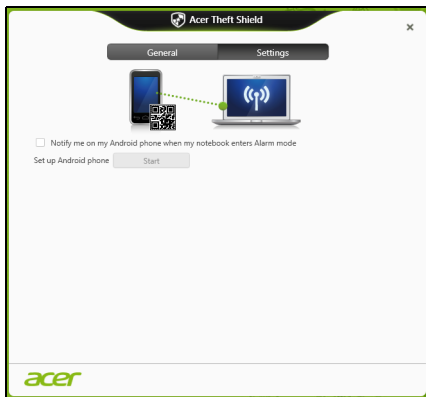 Acer Theft Shield
General Settings
Notify me on my Android phone when my notebook enters Alarm mode
Set up Android phone Start
acer